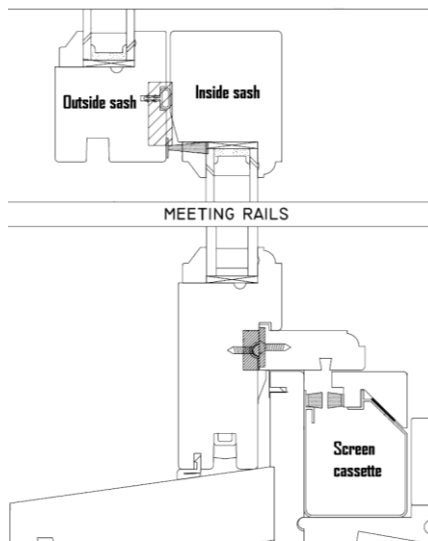 Outside sash
Inside sash
MEETING RAILS
Screen
cassette